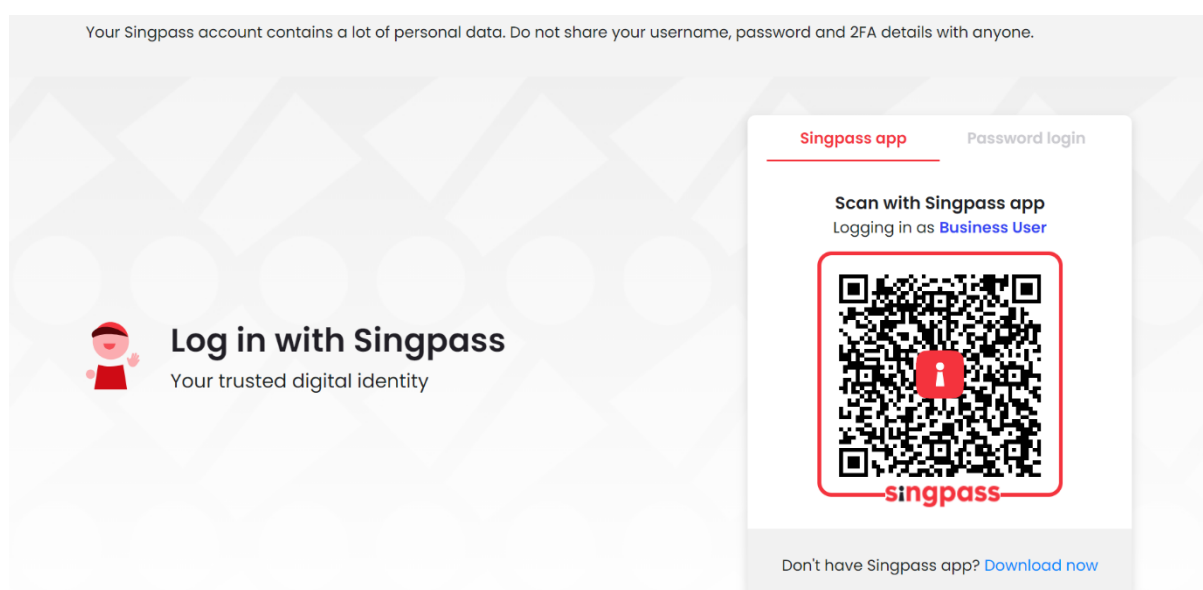 Your Singpass account contains a lot of personal data. Do not share your username, password and 2FA details with anyone.
Singpass app
Password login
Scan with Singpass app
Logging in as Business User
singpass
Log in with Singpass
Your trusted digital identity
Don't have Singpass app? Download now